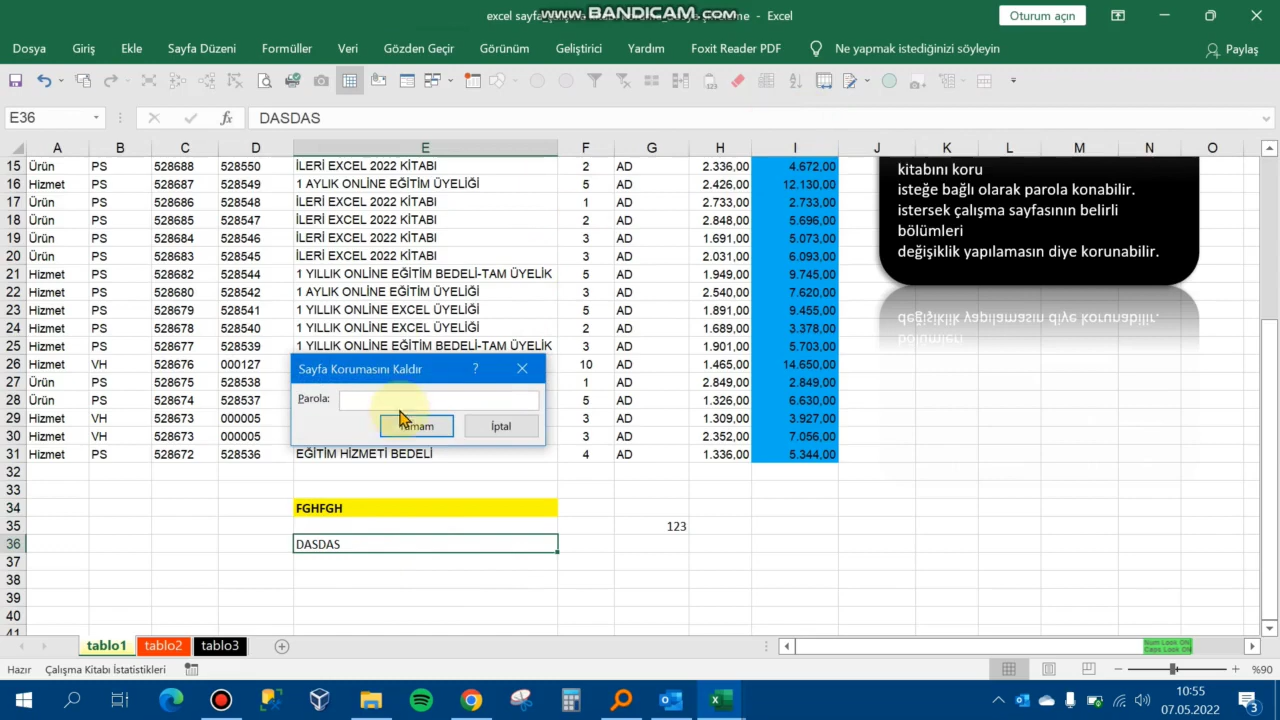 www.BANDICAM.com
excel sayfa
- Excel
Oturum açın
Dosya Giriş Ekle Sayfa Düzeni Formüller Veri Gözden Geçir Görünüm Geliştirici Yardım Foxit Reader PDF Ne yapmak istediğinizi söyleyin Paylaş
E36 fx DASDAS
A B C D E F G H I J K L M N O
15 Ürün PS 528688 528550 İLERİ EXCEL 2022 KİTABI 2 AD 2.336,00 4.672,00
16 Hizmet PS 528687 528549 1 AYLIK ONLİNE EĞİTİM ÜYELİĞİ 5 AD 2.426,00 12.130,00
17 Ürün PS 528686 528548 İLERİ EXCEL 2022 KİTABI 1 AD 2.733,00 2.733,00
18 Ürün PS 528685 528547 İLERİ EXCEL 2022 KİTABI 2 AD 2.848,00 5.696,00
19 Ürün PS 528684 528546 İLERİ EXCEL 2022 KİTABI 3 AD 1.691,00 5.073,00
20 Ürün PS 528683 528545 İLERİ EXCEL 2022 KİTABI 3 AD 2.031,00 6.093,00
21 Hizmet PS 528682 528544 1 YILLIK ONLİNE EĞİTİM BEDELİ-TAM ÜYELİK 5 AD 1.949,00 9.745,00
22 Hizmet PS 528680 528542 1 AYLIK ONLİNE EĞİTİM ÜYELİĞİ 3 AD 2.540,00 7.620,00
23 Hizmet PS 528679 528541 1 YILLIK ONLİNE EXCEL ÜYELİĞİ 5 AD 1.891,00 9.455,00
24 Hizmet PS 528678 528540 1 YILLIK ONLİNE EXCEL ÜYELİĞİ 2 AD 1.689,00 3.378,00
25 Hizmet PS 528677 528539 1 YILLIK ONLİNE EĞİTİM BEDELİ-TAM ÜYELİK 3 AD 1.901,00 5.703,00
26 Hizmet VH 528676 000127 10 AD 1.465,00 14.650,00
27 Ürün PS 528675 528538 1 AD 2.849,00 2.849,00
28 Ürün PS 528674 528537 5 AD 1.326,00 6.630,00
29 Hizmet VH 528673 000005 3 AD 1.309,00 3.927,00
30 Hizmet VH 528673 000005 3 AD 2.352,00 7.056,00
31 Hizmet PS 528672 528536 EĞİTİM HİZMETİ BEDELİ 4 AD 1.336,00 5.344,00
32
33
34 FGHFGH
35 123
36 DASDAS
37
38
39
40
41
kitabını koru
isteğe bağlı olarak parola konabilir.
istersek çalışma sayfasının belirli
bölümleri
değişiklik yapılamasın diye korunabilir.
Sayfa Korumasını Kaldır ?
Parola:
Tamam İptal
tablo1 tablo2 tablo3
Num Lock ON
Caps Lock ON
Hazır Çalışma Kitabı İstatistikleri %90
10:55
07.05.2022
3